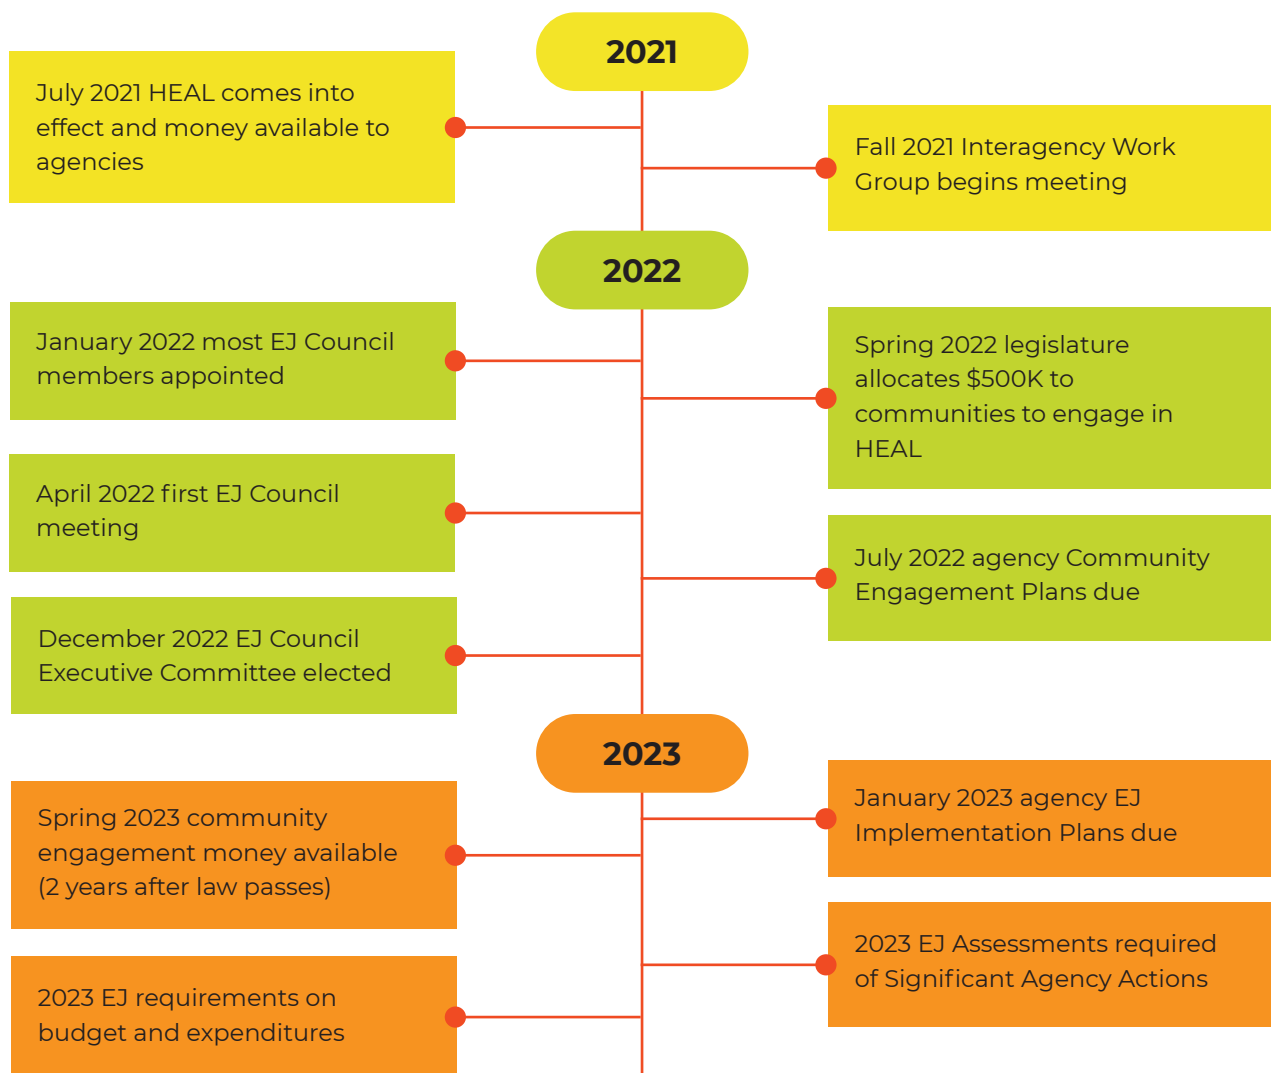 2021
July 2021 HEAL comes into
effect and money available to
agencies
Fall 2021 Interagency Work
Group begins meeting
2022
January 2022 most EJ Council
members appointed
Spring 2022 legislature
allocates $500K to
communities to engage in
HEAL
April 2022 first EJ Council
meeting
July 2022 agency Community
Engagement Plans due
December 2022 EJ Council
Executive Committee elected
2023
January 2023 agency EJ
Implementation Plans due
Spring 2023 community
engagement money available
(2 years after law passes)
2023 EJ Assessments required
of Significant Agency Actions
2023 EJ requirements on
budget and expenditures